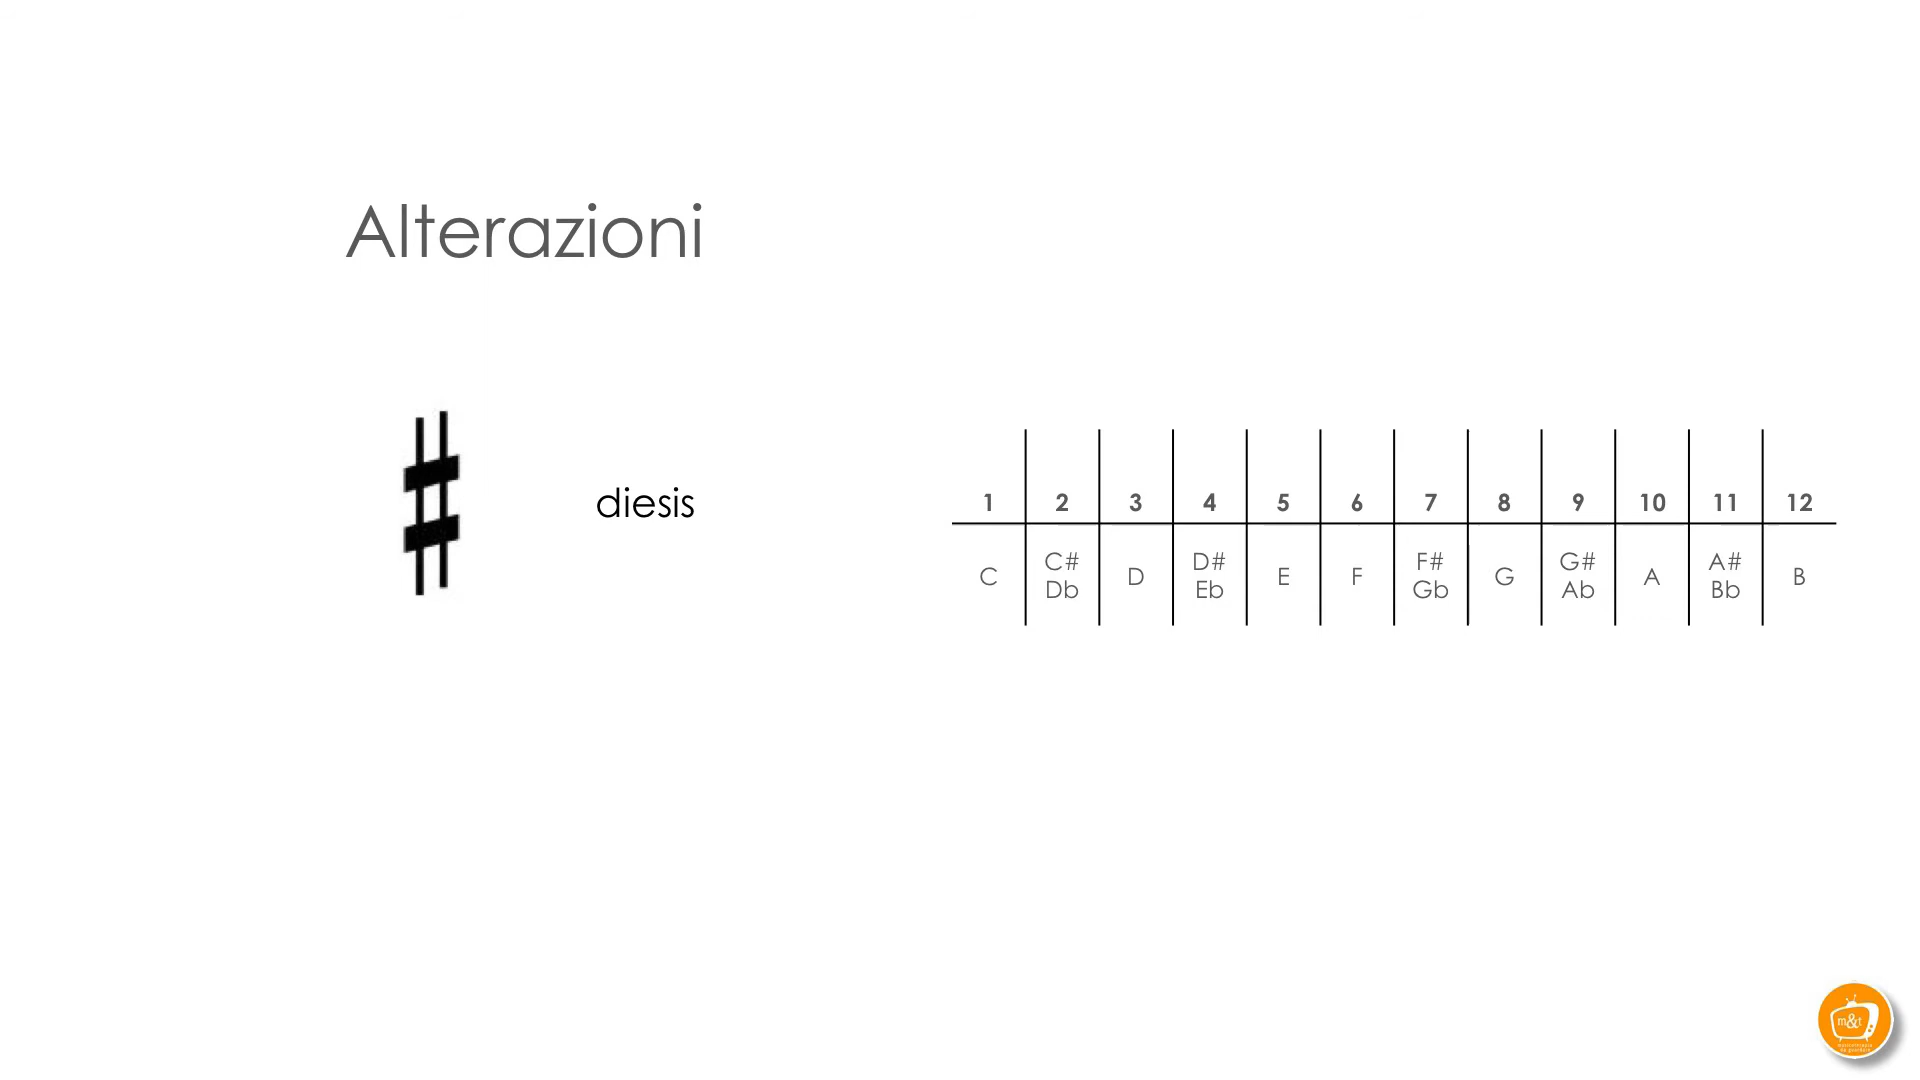 Alterazioni
diesis
1 2 3 4 5 6 7 8 9 10 11 12
C C# D D# E F F# G G# A A# B
Db Eb Gb Ab Bb
m&t